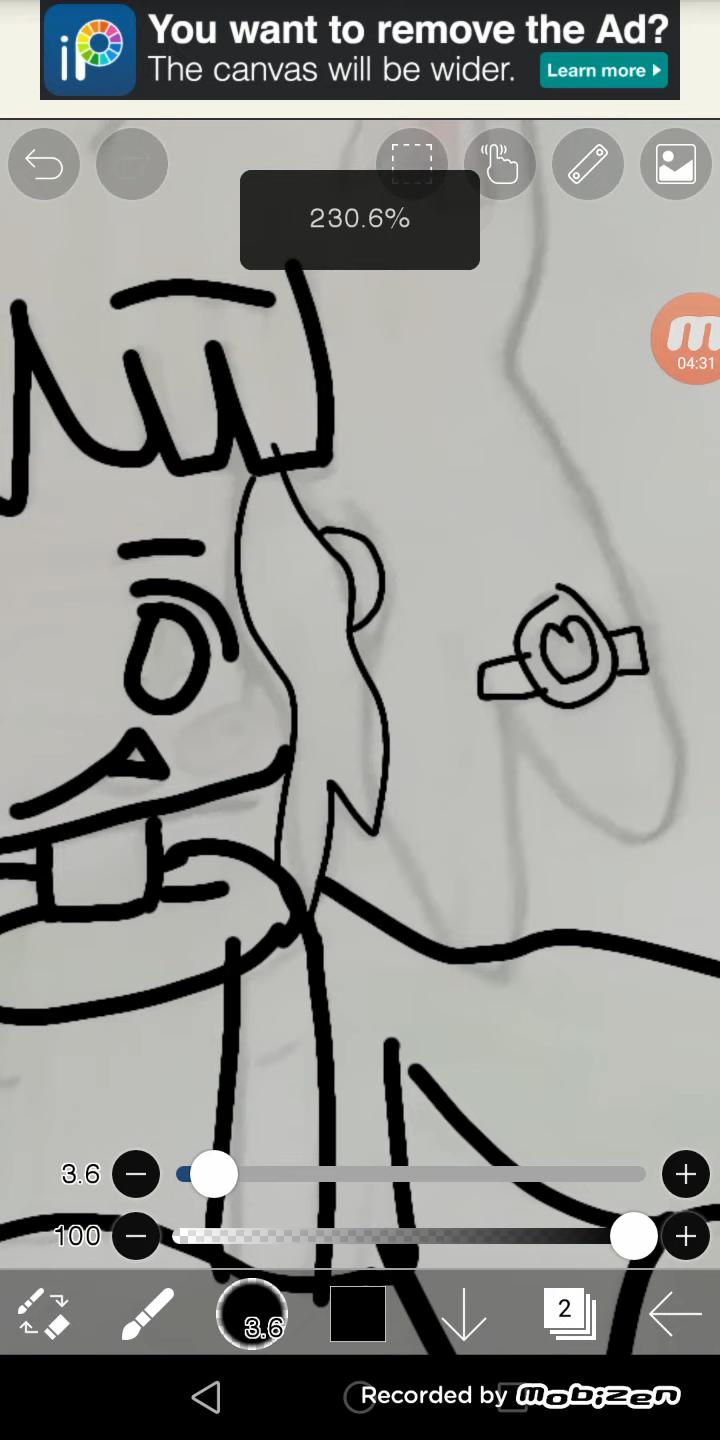 iP
You want to remove the Ad?
The canvas will be wider.
Learn more
230.6%
m
04:31
3.6
100
3.6
2
Recorded by mobizen